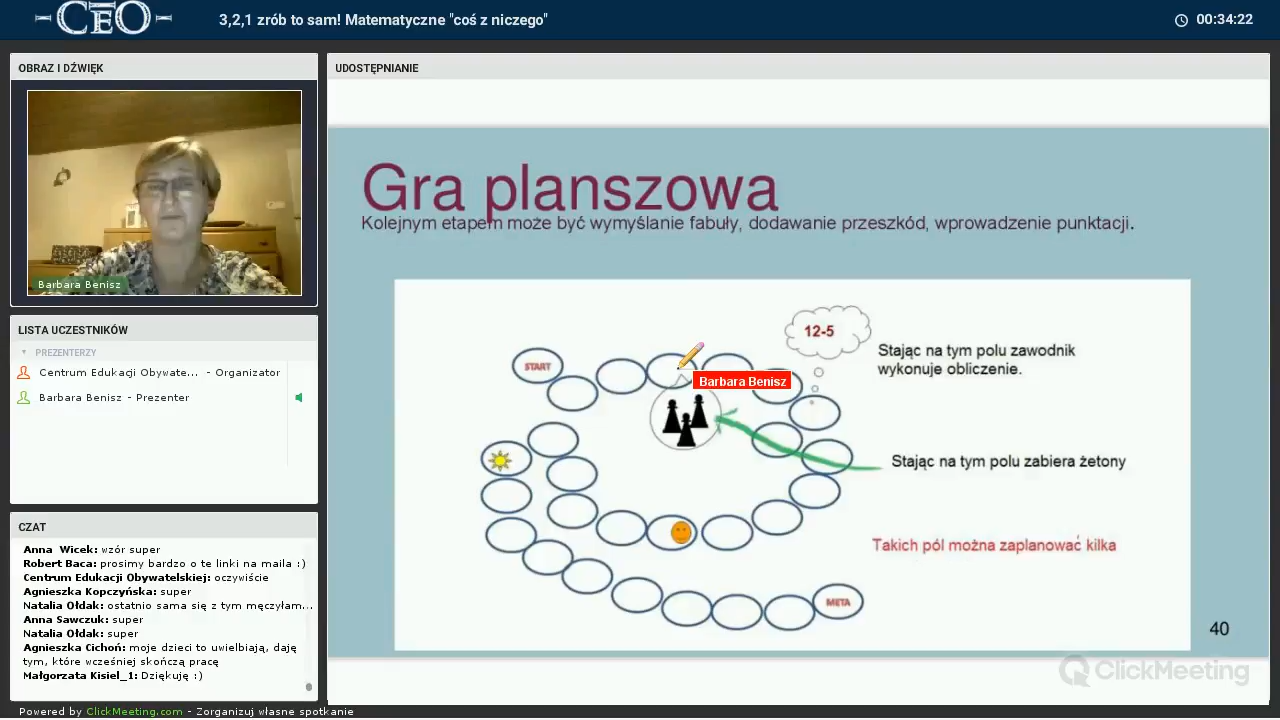 CEO
3,2,1 zrób to sam! Matematyczne "coś z niczego"
00:34:22
OBRAZ I DŹWIĘK
Barbara Benisz
LISTA UCZESTNIKÓW
PREZENTERZY
Centrum Edukacji Obywate... - Organizator
Barbara Benisz - Prezenter
CZAT
Anna Wicek: wzór super
Robert Baca: prosimy bardzo o te linki na maila :)
Centrum Edukacji Obywatelskiej: oczywiście
Agnieszka Kopczyńska: super
Natalia Ołdak: ostatnio sama się z tym męczyłam...
Anna Sawczuk: super
Natalia Ołdak: super
Agnieszka Cichoń: moje dzieci to uwielbiają, daję
tym, które wcześniej skończą pracę
Małgorzata Kisiel_1: Dziękuję :)
Powered by ClickMeeting.com - Zorganizuj własne spotkanie
UDOSTĘPNIANIE
Gra planszowa
Kolejnym etapem może być wymyślanie fabuły, dodawanie przeszkód, wprowadzenie punktacji.
12-5
Stając na tym polu zawodnik
wykonuje obliczenie.
START
Barbara Benisz
Stając na tym polu zabiera żetony
Takich pól można zaplanować kilka
META
40
ClickMeeting